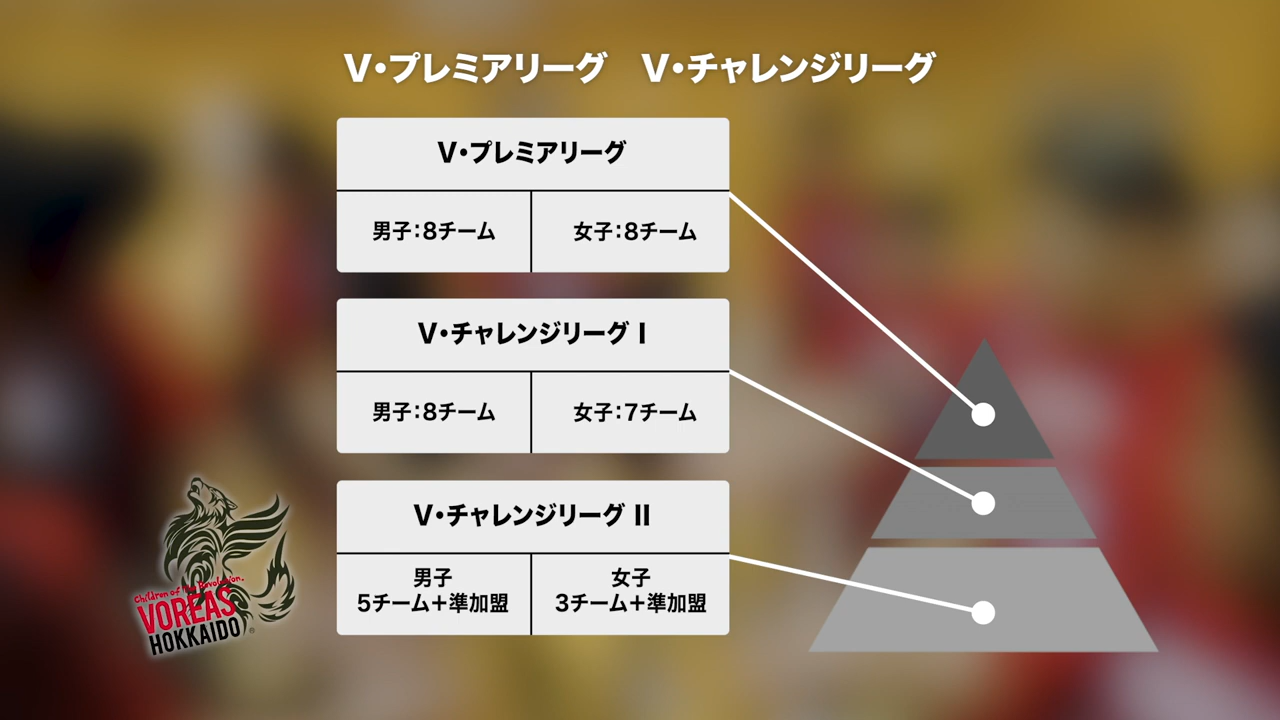 V・プレミアリーグ　V・チャレンジリーグ
V・プレミアリーグ
男子：8チーム
女子：8チーム
V・チャレンジリーグ I
男子：8チーム
女子：7チーム
V・チャレンジリーグ II
男子
5チーム＋準加盟
女子
3チーム＋準加盟
Children of The Revolution.
VOREAS
HOKKAIDO®